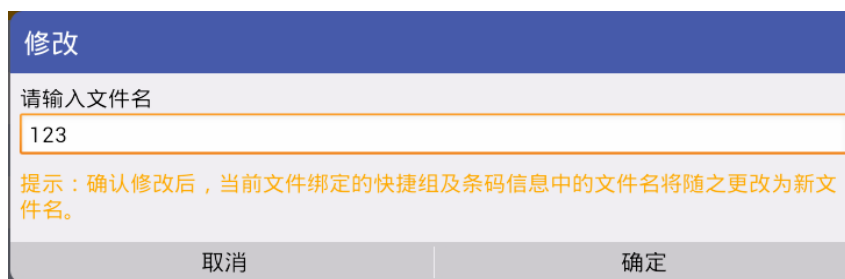 修改
请输入文件名
123
提示：确认修改后，当前文件绑定的快捷组及条码信息中的文件名将随之更改为新文
件名。
取消
确定